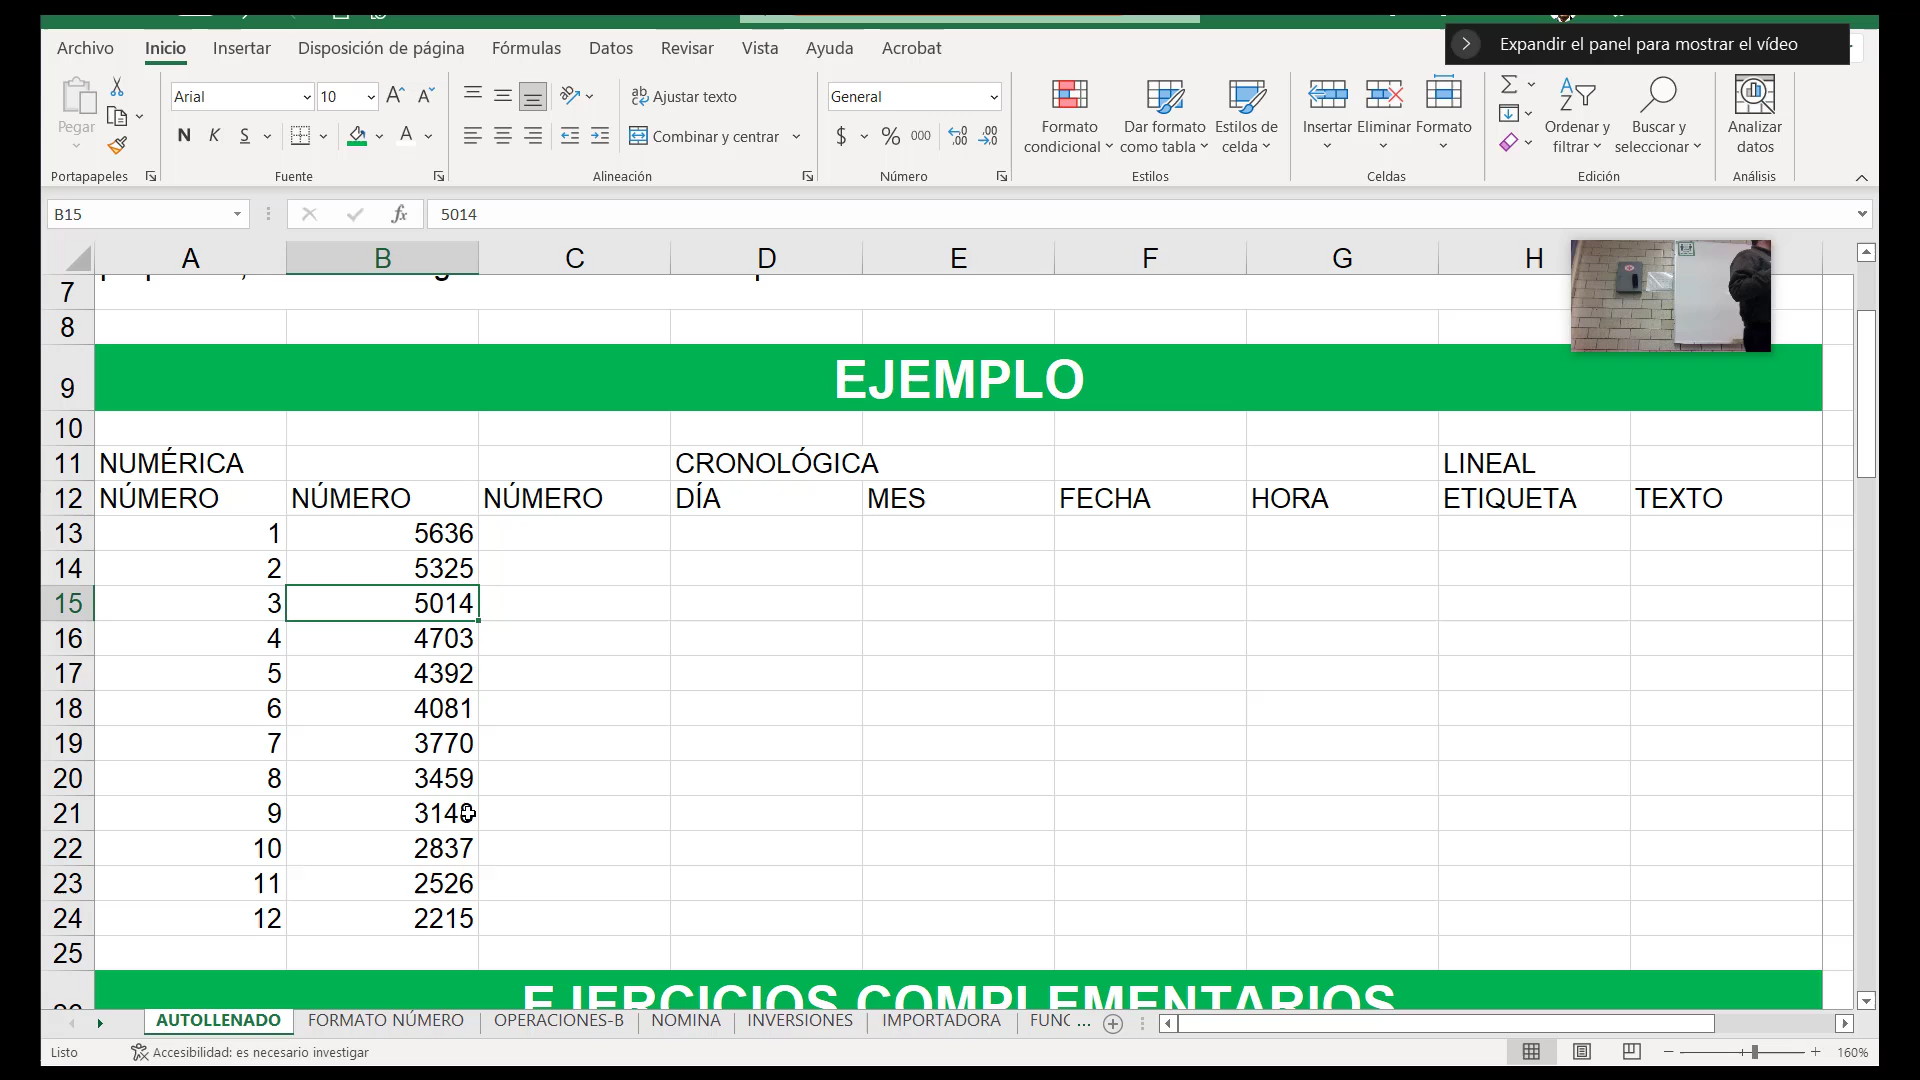 Archivo Inicio Insertar Disposición de página Fórmulas Datos Revisar Vista Ayuda Acrobat
Expandir el panel para mostrar el vídeo
Pegar
Arial 10
N K S
Ajustar texto
Combinar y centrar
General
$ % 000
Formato condicional
Dar formato como tabla
Estilos de celda
Insertar Eliminar Formato
Ordenar y filtrar
Buscar y seleccionar
Analizar datos
Portapapeles Fuente Alineación Número Estilos Celdas Edición Análisis
B15 fx 5014
A B C D E F G H
7
8
9 EJEMPLO
10
11 NUMÉRICA CRONOLÓGICA LINEAL
12 NÚMERO NÚMERO NÚMERO DÍA MES FECHA HORA ETIQUETA TEXTO
13 1 5636
14 2 5325
15 3 5014
16 4 4703
17 5 4392
18 6 4081
19 7 3770
20 8 3459
21 9 3148
22 10 2837
23 11 2526
24 12 2215
25
EJERCICIOS COMPLEMENTARIOS
AUTOLLENADO FORMATO NÚMERO OPERACIONES-B NOMINA INVERSIONES IMPORTADORA FUNC ...
Listo Accesibilidad: es necesario investigar 160%